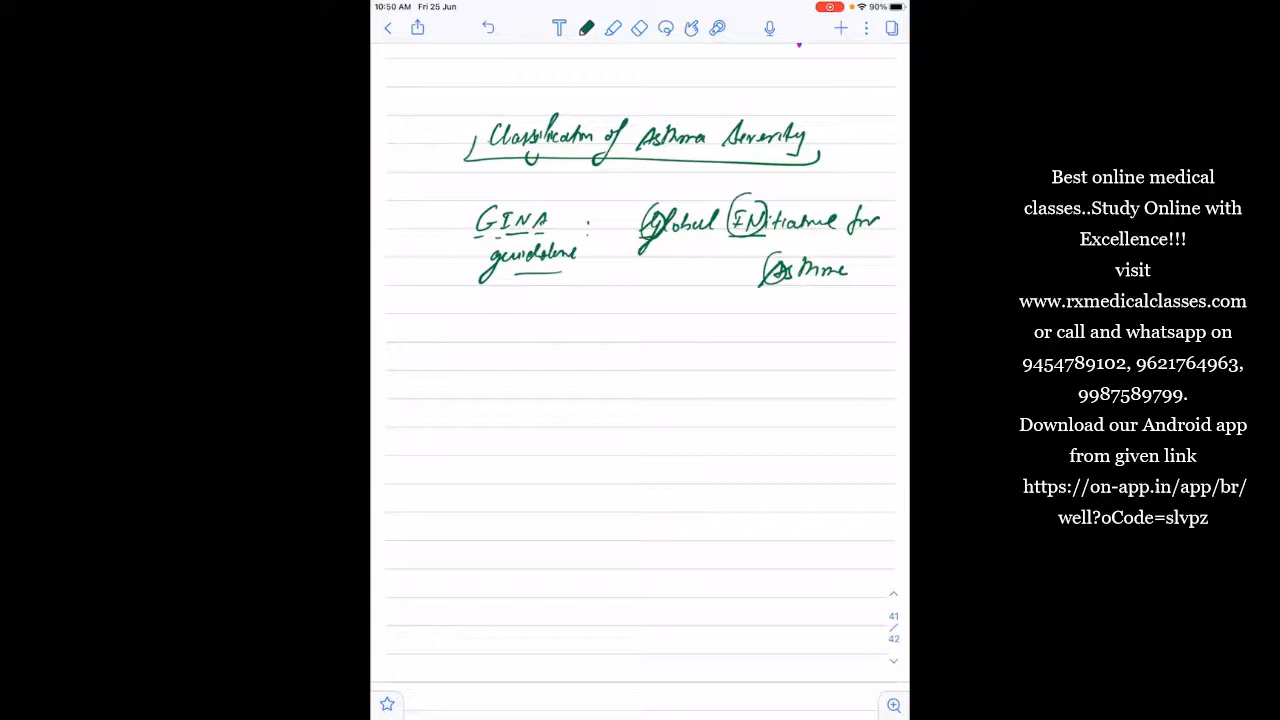 10:50 AM Fri 25 Jun
90%
Classification of Asthma Severity
GINA : Global INitiative for
guideline
Asthma
41
42
Best online medical
classes..Study Online with
Excellence!!!
visit
www.rxmedicalclasses.com
or call and whatsapp on
9454789102, 9621764963,
9987589799.
Download our Android app
from given link
https://on-app.in/app/br/
well?oCode=slvpz